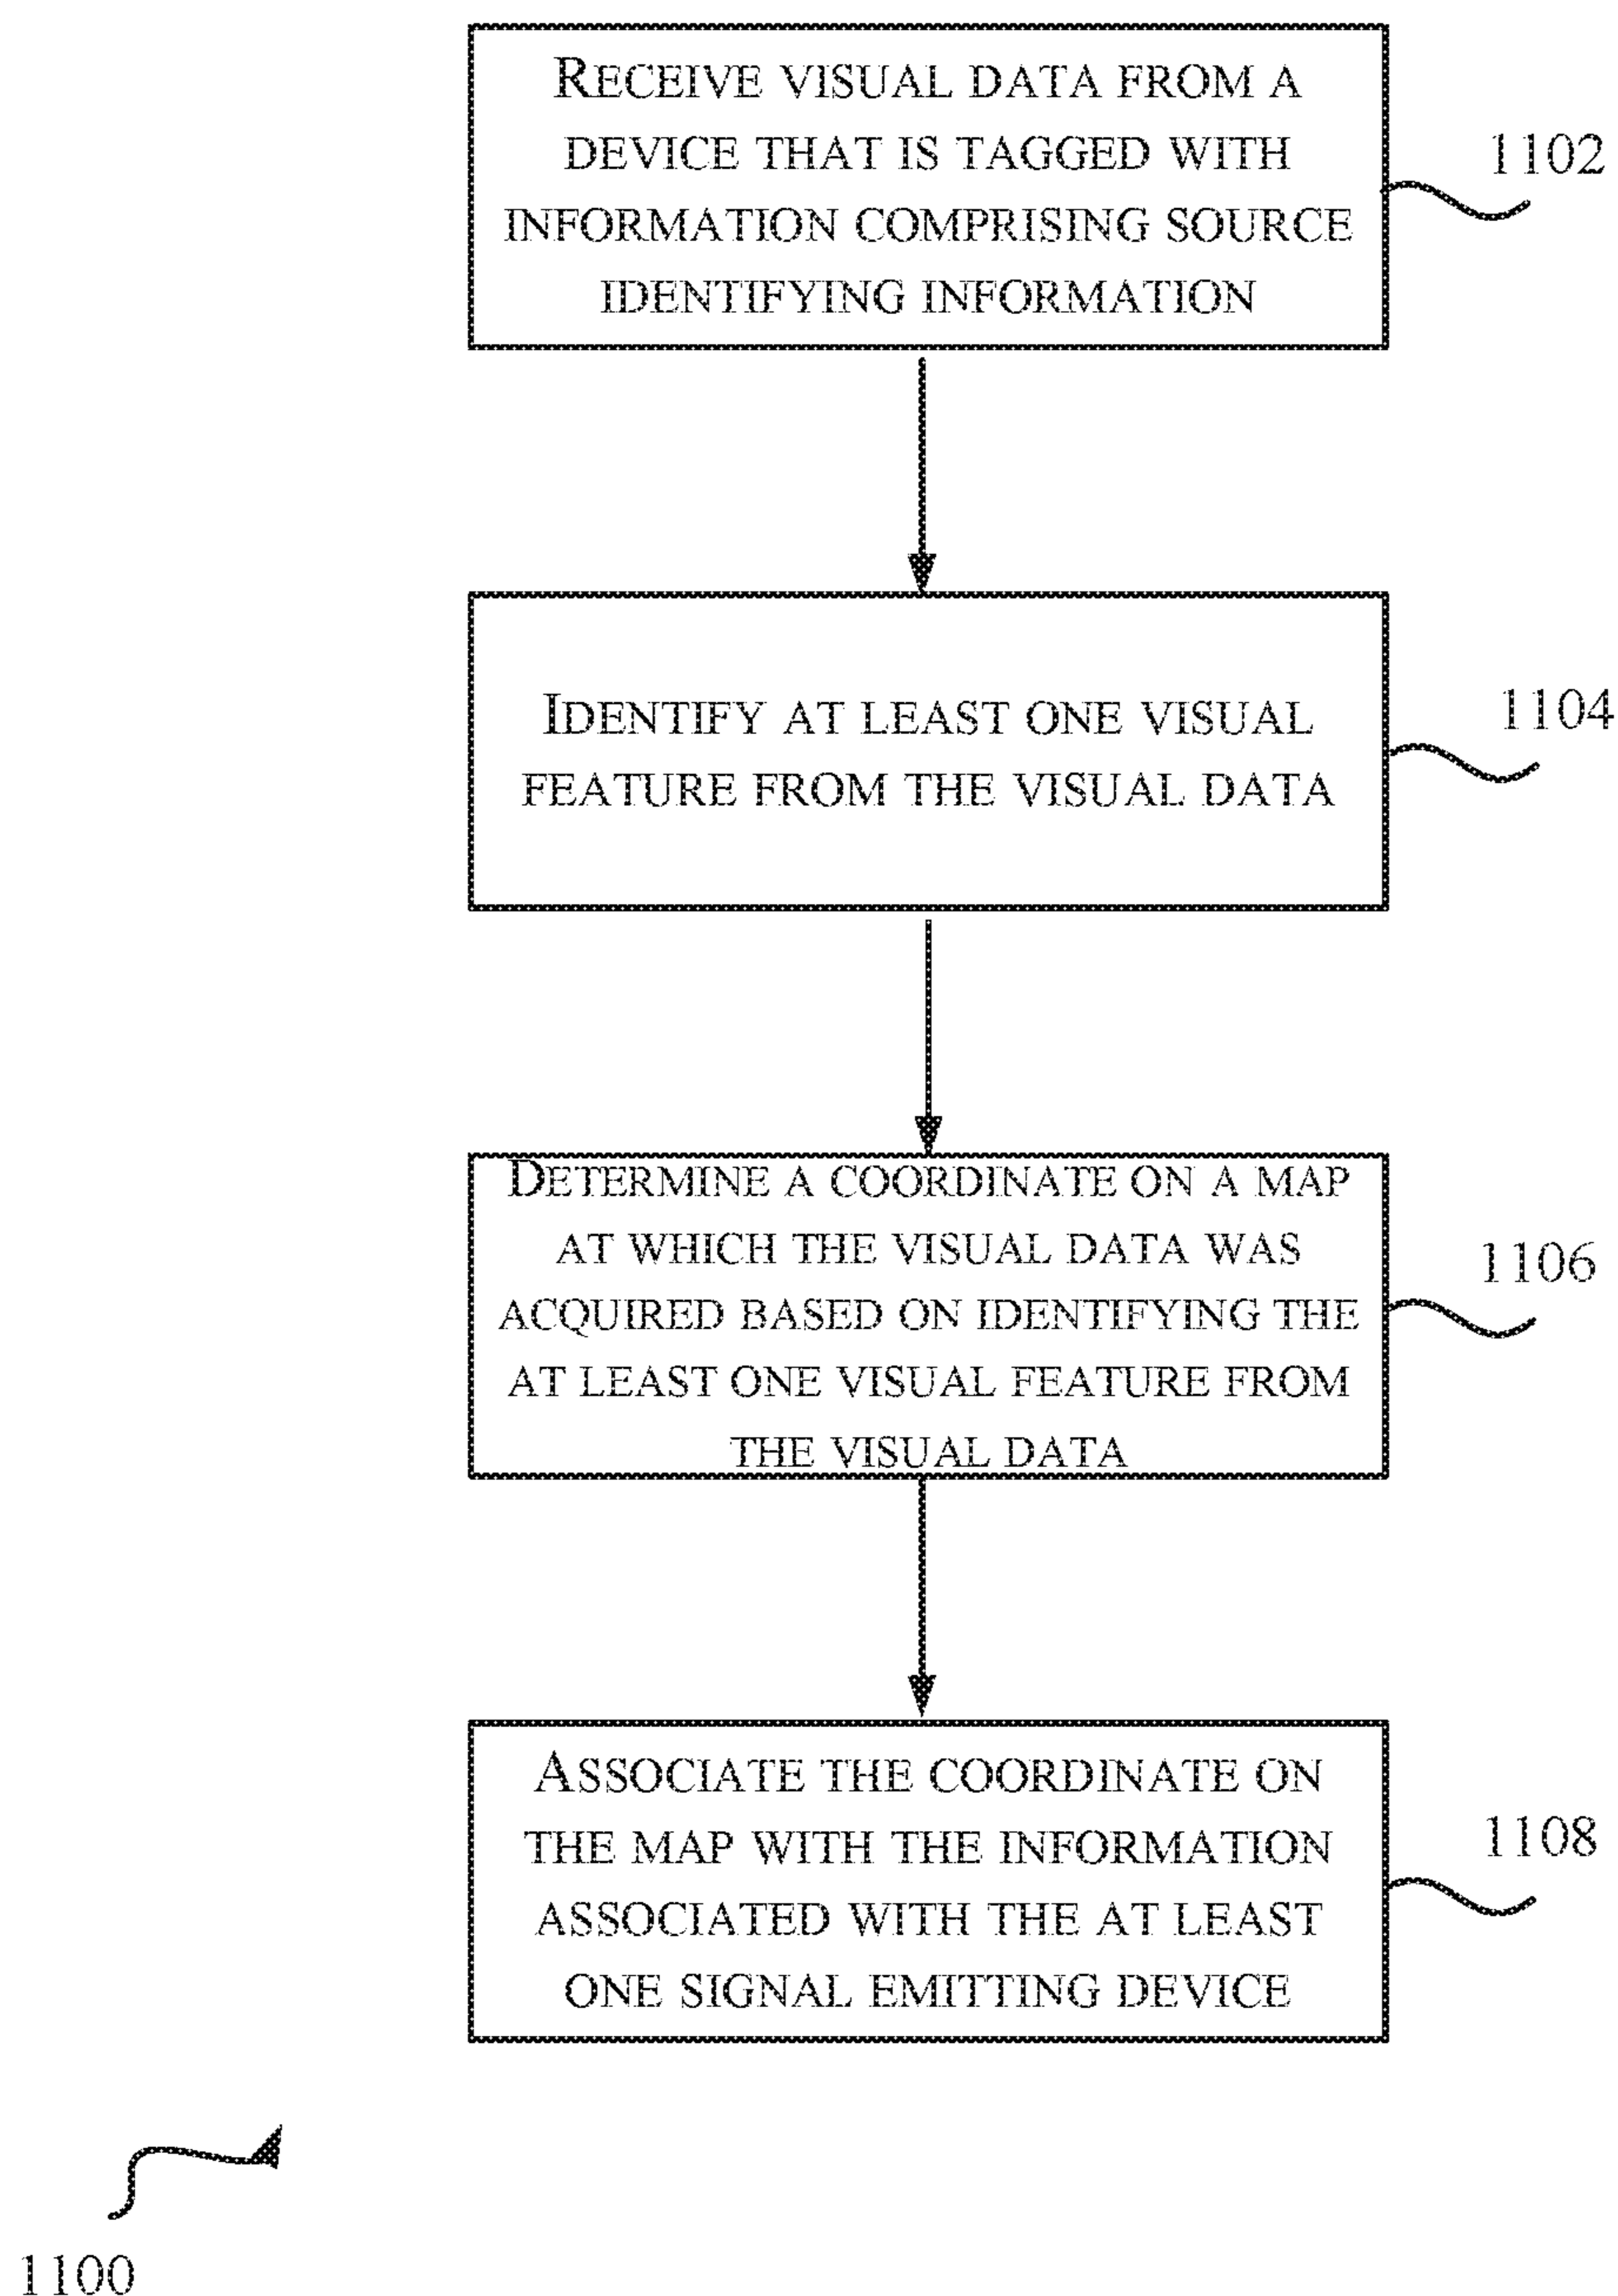 RECEIVE VISUAL DATA FROM A
DEVICE THAT IS TAGGED WITH
INFORMATION COMPRISING SOURCE
IDENTIFYING INFORMATION
1102
IDENTIFY AT LEAST ONE VISUAL
FEATURE FROM THE VISUAL DATA
1104
DETERMINE A COORDINATE ON A MAP
AT WHICH THE VISUAL DATA WAS
ACQUIRED BASED ON IDENTIFYING THE
AT LEAST ONE VISUAL FEATURE FROM
THE VISUAL DATA
1106
ASSOCIATE THE COORDINATE ON
THE MAP WITH THE INFORMATION
ASSOCIATED WITH THE AT LEAST
ONE SIGNAL EMITTING DEVICE
1108
1100